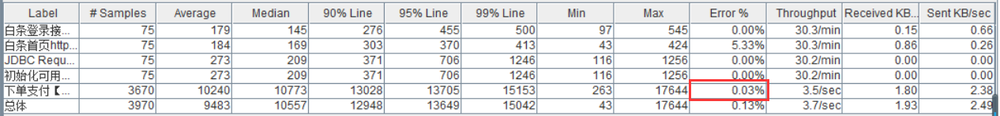 Label # Samples Average Median 90% Line 95% Line 99% Line Min Max Error % Throughput Received KB... Sent KB/sec
白条登录接... 75 179 145 276 455 500 97 545 0.00% 30.3/min 0.15 0.66
白条首页http... 75 184 169 303 370 413 43 424 5.33% 30.3/min 0.86 0.26
JDBC Requ... 75 273 209 371 706 1246 116 1256 0.00% 30.2/min 0.00 0.00
初始化可用... 75 273 209 371 706 1246 116 1256 0.00% 30.2/min 0.00 0.00
下单支付【... 3670 10240 10773 13028 13705 15153 263 17644 0.03% 3.5/sec 1.80 2.38
总体 3970 9483 10557 12948 13649 15042 43 17644 0.13% 3.7/sec 1.93 2.49